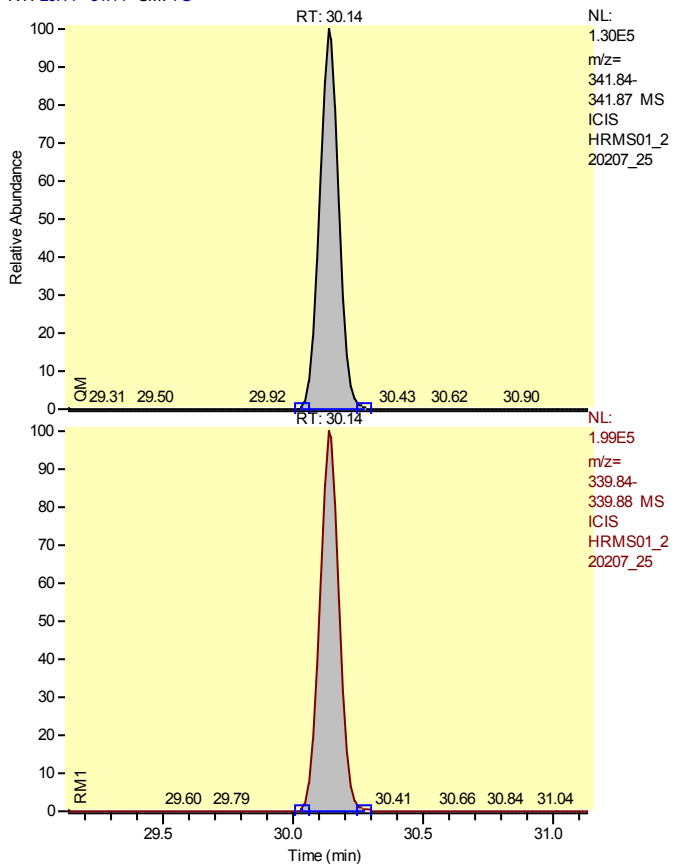 RT: 30.14
NL:
1.30E5
m/z=
341.84-
341.87 MS
ICIS
HRMS01_2
20207_25
100
90
80
70
60
50
40
30
20
10
0
Relative Abundance
QM
29.31 29.50 29.92 30.43 30.62 30.90
RT: 30.14
NL:
1.99E5
m/z=
339.84-
339.88 MS
ICIS
HRMS01_2
20207_25
100
90
80
70
60
50
40
30
20
10
0
RM1
29.60 29.79 30.41 30.66 30.84 31.04
29.5 30.0 30.5 31.0
Time (min)